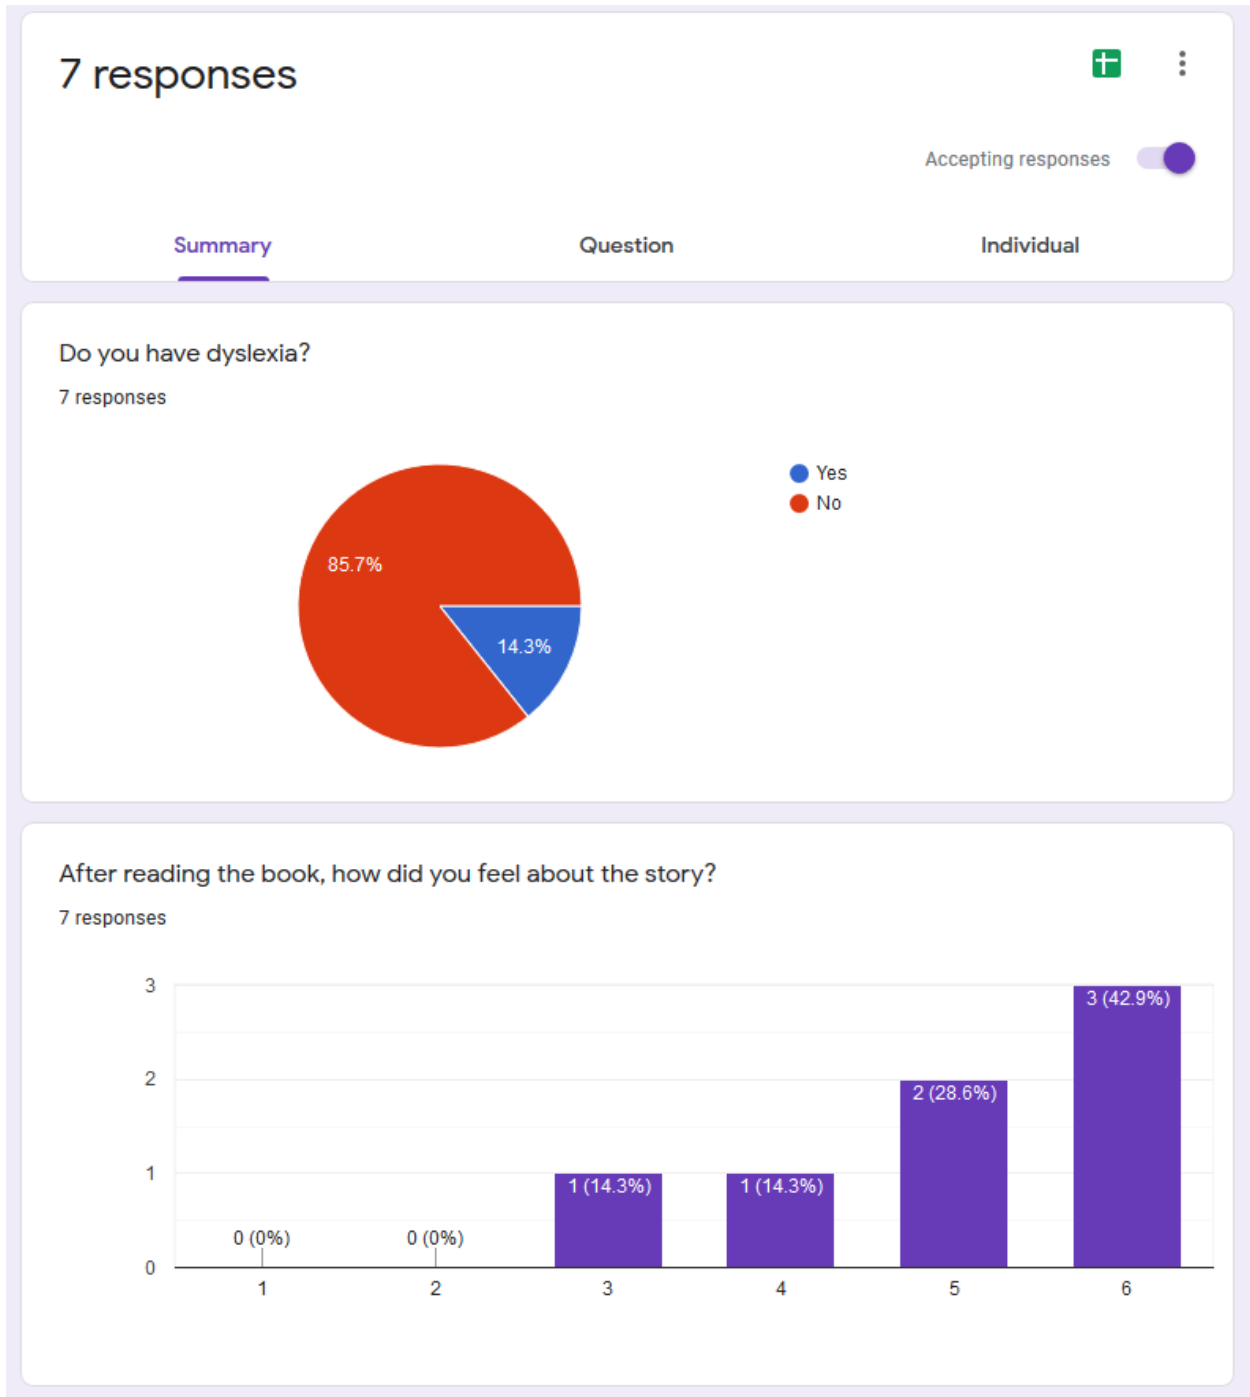 7 responses
Accepting responses
Summary Question Individual
Do you have dyslexia?
7 responses
Yes
No
85.7%
14.3%
After reading the book, how did you feel about the story?
7 responses
3
3 (42.9%)
2
2 (28.6%)
1
1 (14.3%) 1 (14.3%)
0 (0%) 0 (0%)
0
1 2 3 4 5 6